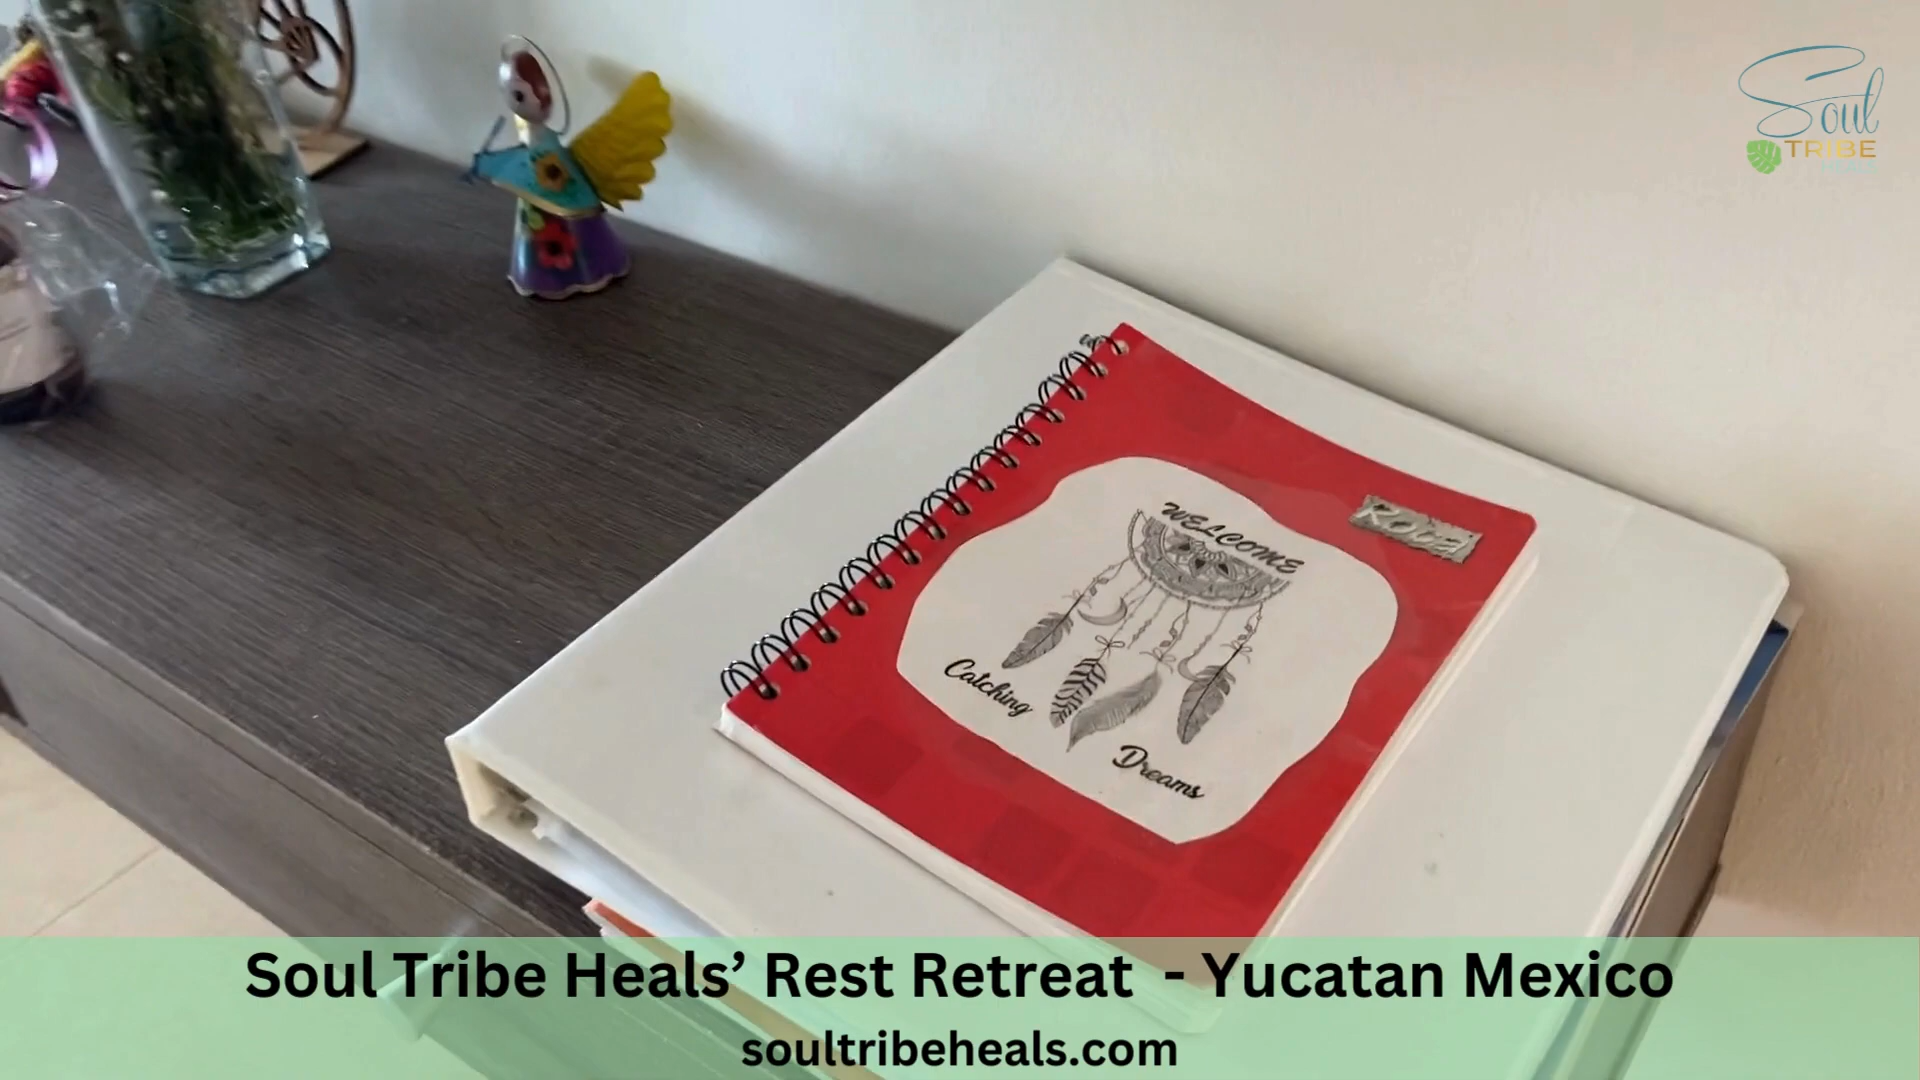 Soul
TRIBE
WELCOME
Catching
Dreams
Soul Tribe Heals’ Rest Retreat - Yucatan Mexico
soultribeheals.com